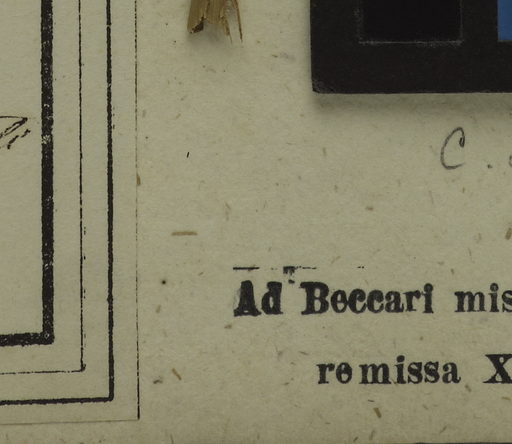 C.
Ad Beccari mis
remissa X